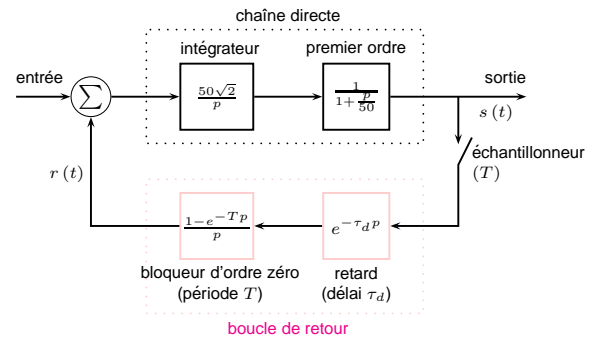 chaîne directe
intégrateur premier ordre
entrée
∑
50√2/p
1/(1+p/50)
sortie
s(t)
échantillonneur
(T)
r(t)
(1−e^{−Tp})/p
e^{−τ_d p}
bloqueur d'ordre zéro
(période T)
retard
(délai τ_d)
boucle de retour